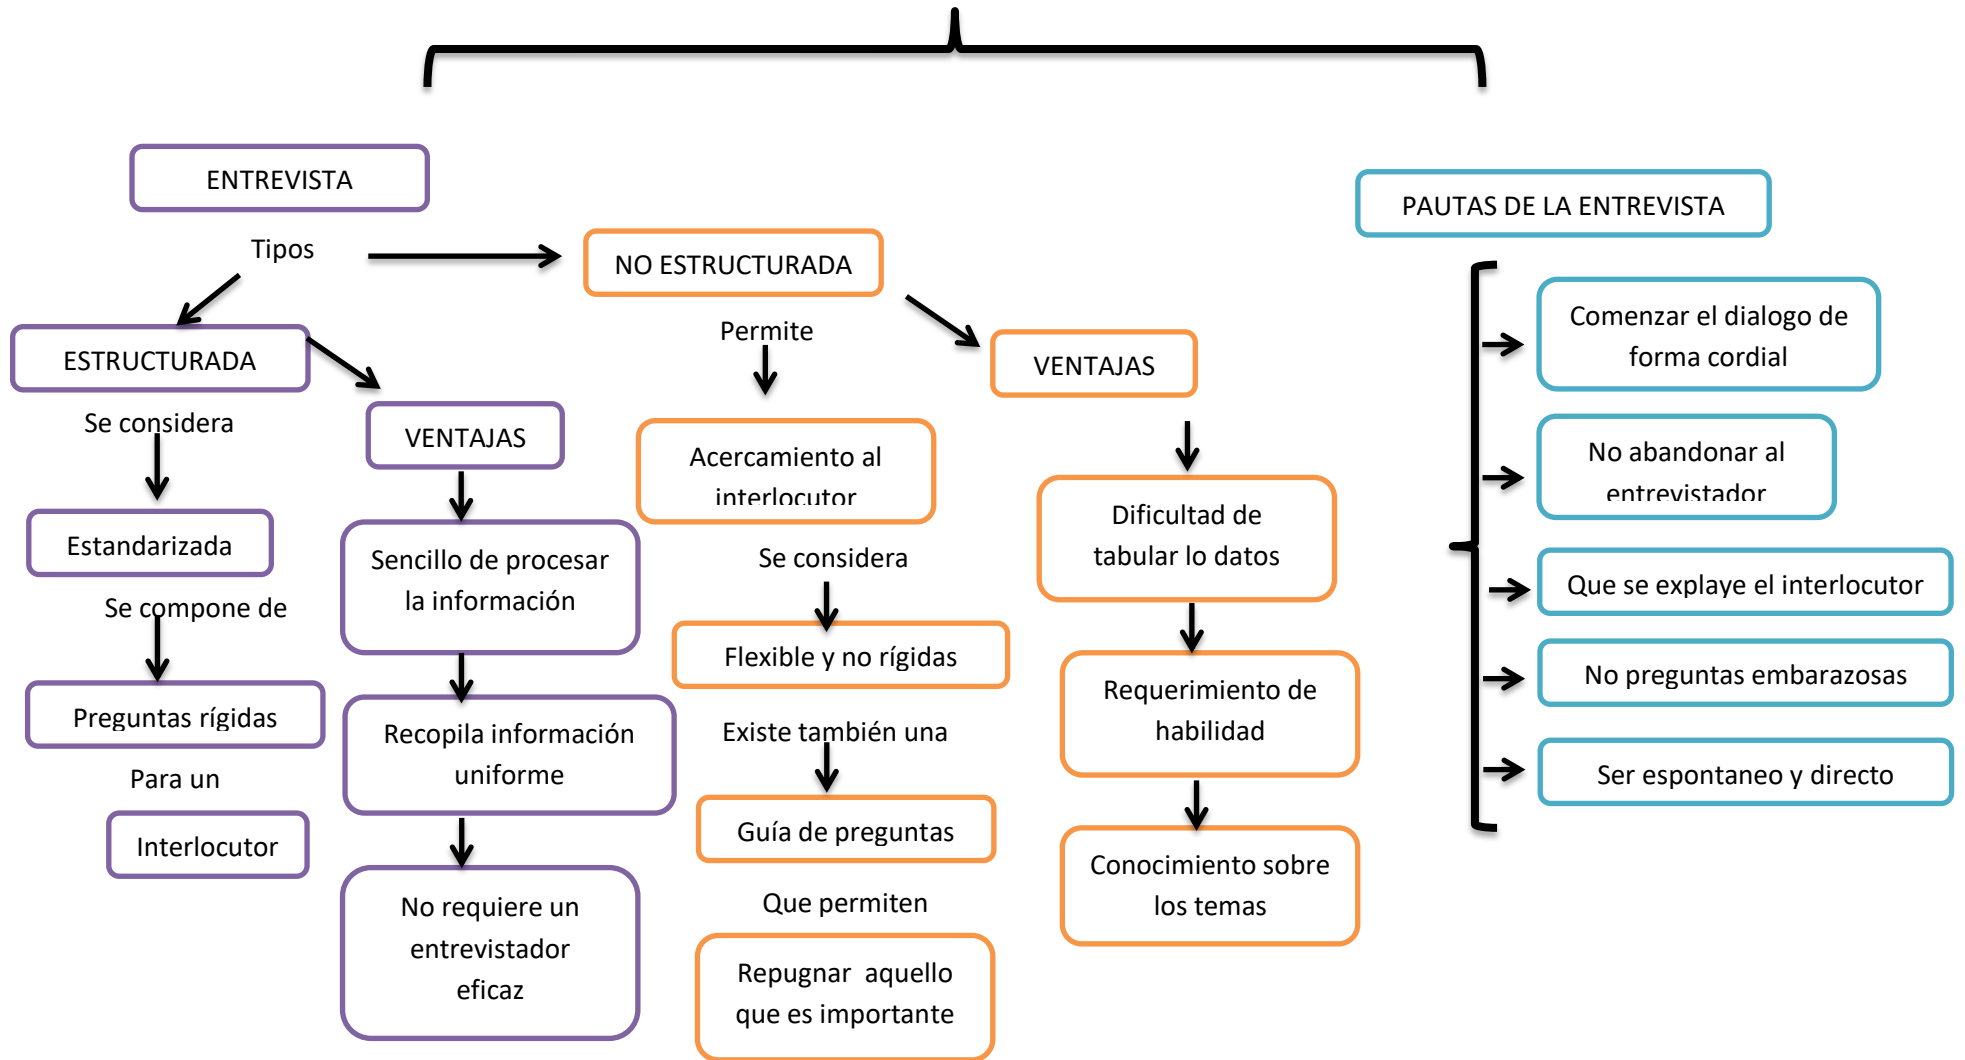 ENTREVISTA
Tipos
ESTRUCTURADA
Se considera
Estandarizada
Se compone de
Preguntas rígidas
Para un
Interlocutor
VENTAJAS
Sencillo de procesar
la información
Recopila información
uniforme
No requiere un
entrevistador
eficaz
NO ESTRUCTURADA
Permite
Acercamiento al
interlocutor
Se considera
Flexible y no rígidas
Existe también una
Guía de preguntas
Que permiten
Repugnar aquello
que es importante
VENTAJAS
Dificultad de
tabular lo datos
Requerimiento de
habilidad
Conocimiento sobre
los temas
PAUTAS DE LA ENTREVISTA
Comenzar el dialogo de
forma cordial
No abandonar al
entrevistador
Que se explaye el interlocutor
No preguntas embarazosas
Ser espontaneo y directo